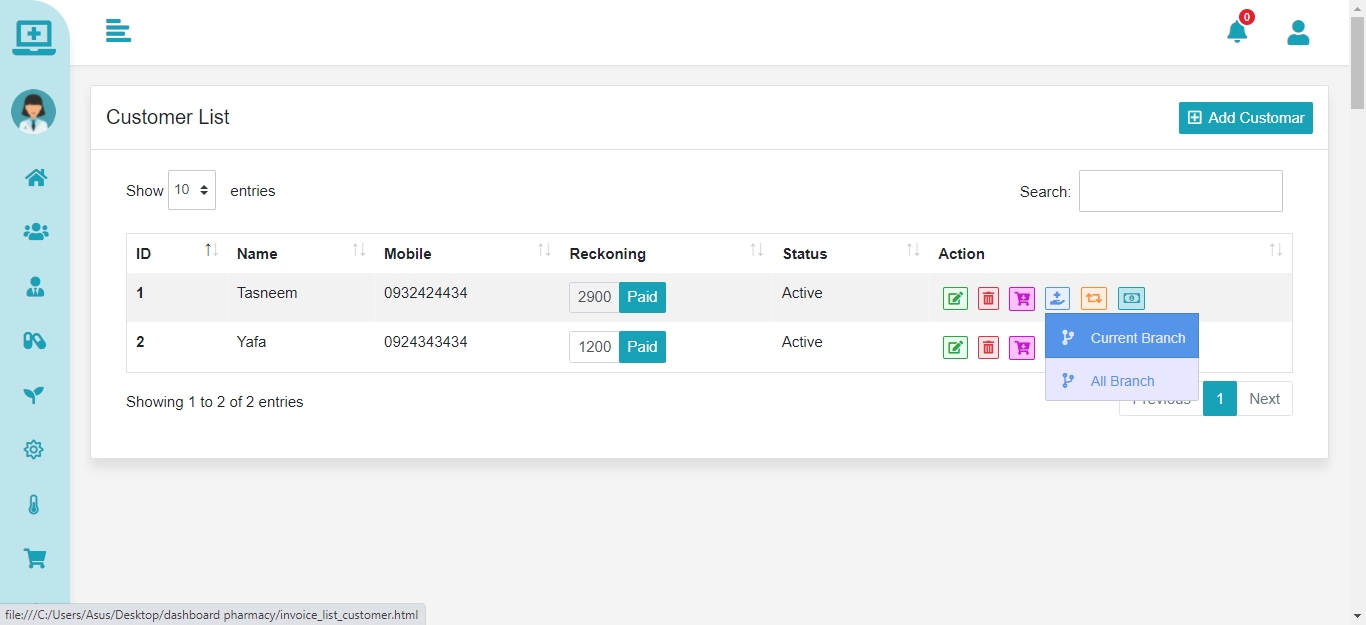 0
Customer List
Add Customar
Show 10 entries
Search:
ID Name Mobile Reckoning Status Action
1 Tasneem 0932424434 2900 Paid Active
Current Branch
2 Yafa 0924343434 1200 Paid Active
All Branch
Showing 1 to 2 of 2 entries
Previous 1 Next
file:///C:/Users/Asus/Desktop/dashboard pharmacy/invoice_list_customer.html